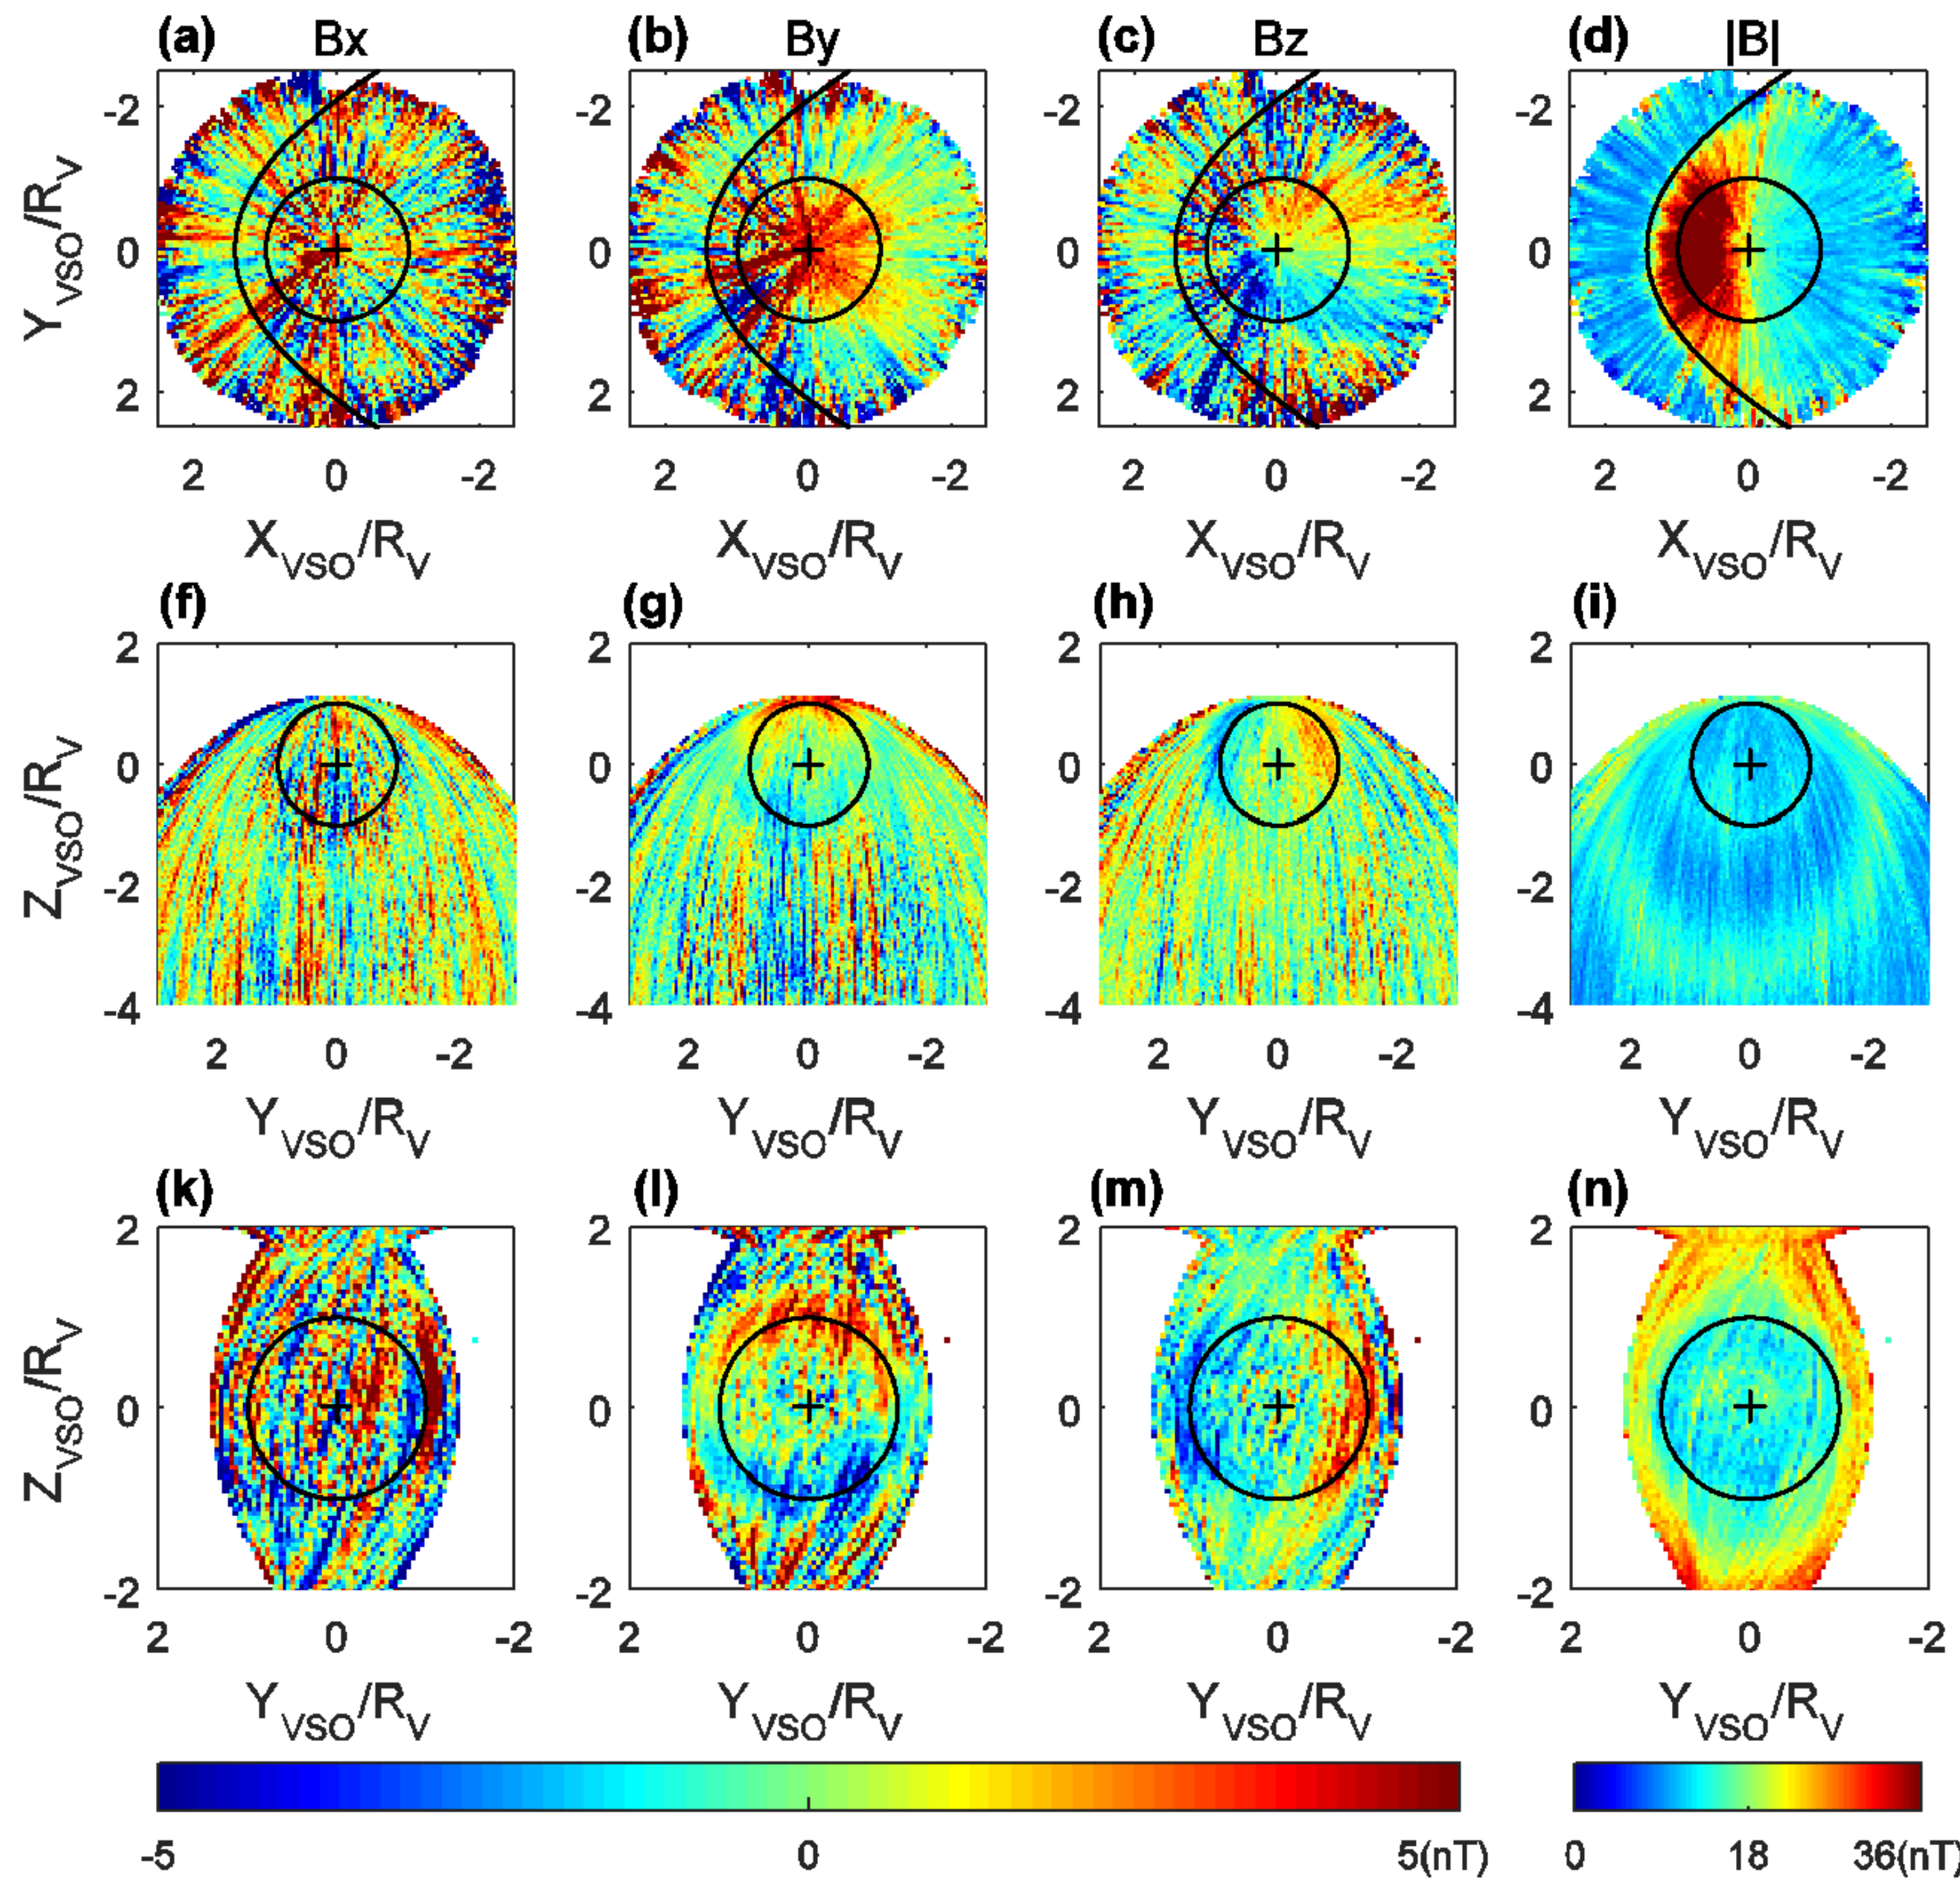 (a) Bx (b) By (c) Bz (d) |B|
-2 -2 -2 -2
Y_VSO/R_V 0 0 0 0
2 2 2 2
2 0 -2 2 0 -2 2 0 -2 2 0 -2
X_VSO/R_V X_VSO/R_V X_VSO/R_V X_VSO/R_V
(f) (g) (h) (i)
2 2 2 2
Z_VSO/R_V 0 0 0 0
-2 -2 -2 -2
-4 -4 -4 -4
2 0 -2 2 0 -2 2 0 -2 2 0 -2
Y_VSO/R_V Y_VSO/R_V Y_VSO/R_V Y_VSO/R_V
(k) (l) (m) (n)
2 2 2 2
Z_VSO/R_V 0 0 0 0
-2 -2 -2 -2
2 0 -2 2 0 -2 2 0 -2 2 0 -2
Y_VSO/R_V Y_VSO/R_V Y_VSO/R_V Y_VSO/R_V
-5 0 5(nT) 0 18 36(nT)